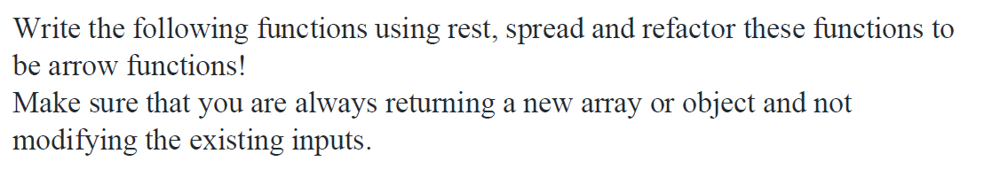 Write the following functions using rest, spread and refactor these functions to
be arrow functions!
Make sure that you are always returning a new array or object and not
modifying the existing inputs.